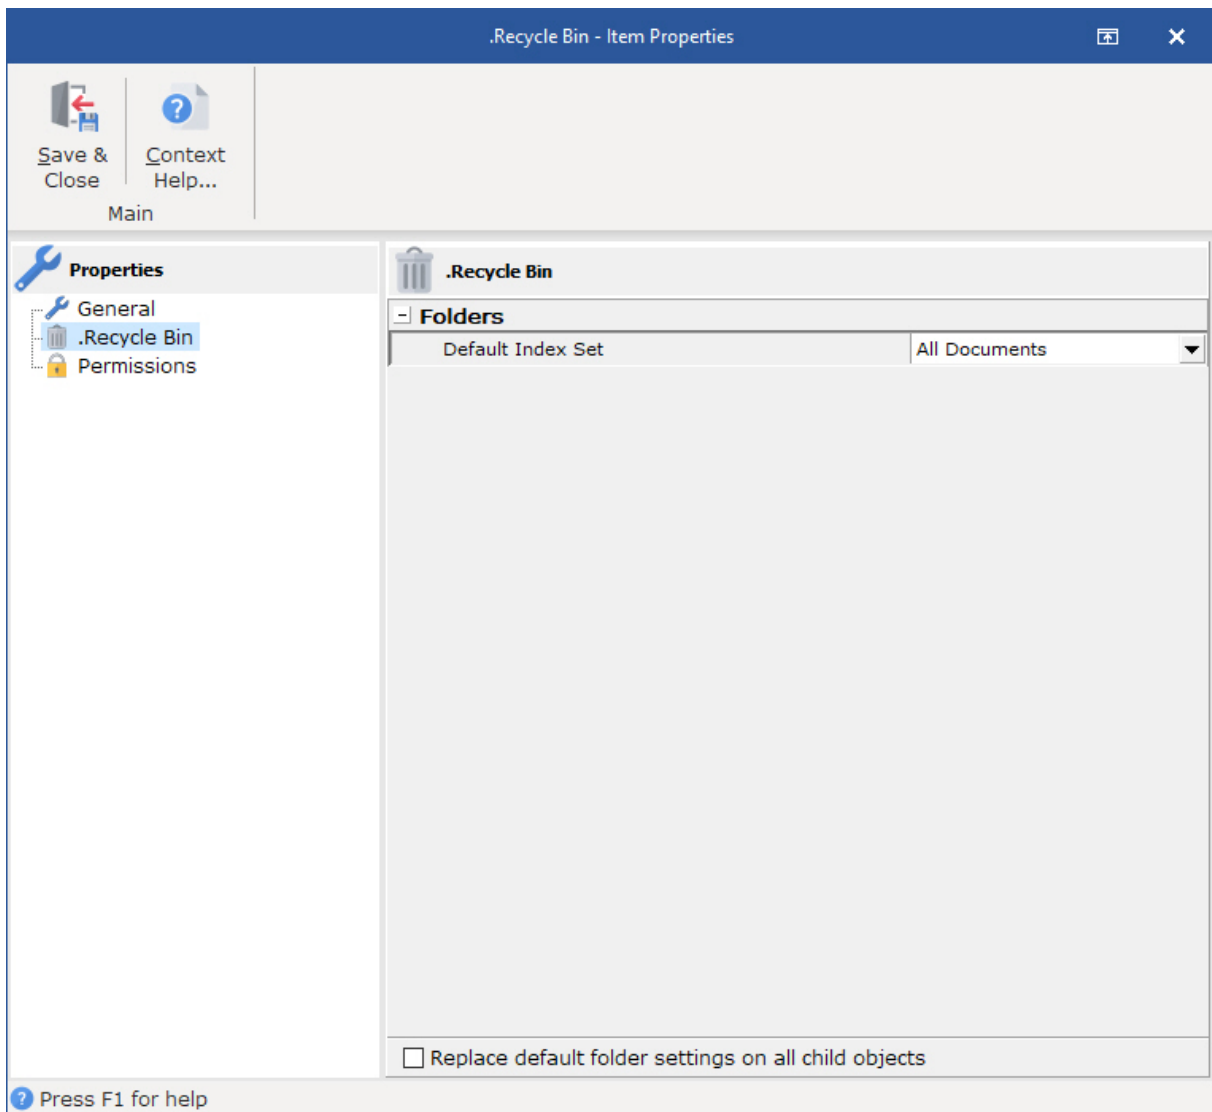 .Recycle Bin - Item Properties
Save &
Close
Context
Help...
Main
Properties
General
.Recycle Bin
Permissions
.Recycle Bin
Folders
Default Index Set
All Documents
Replace default folder settings on all child objects
Press F1 for help